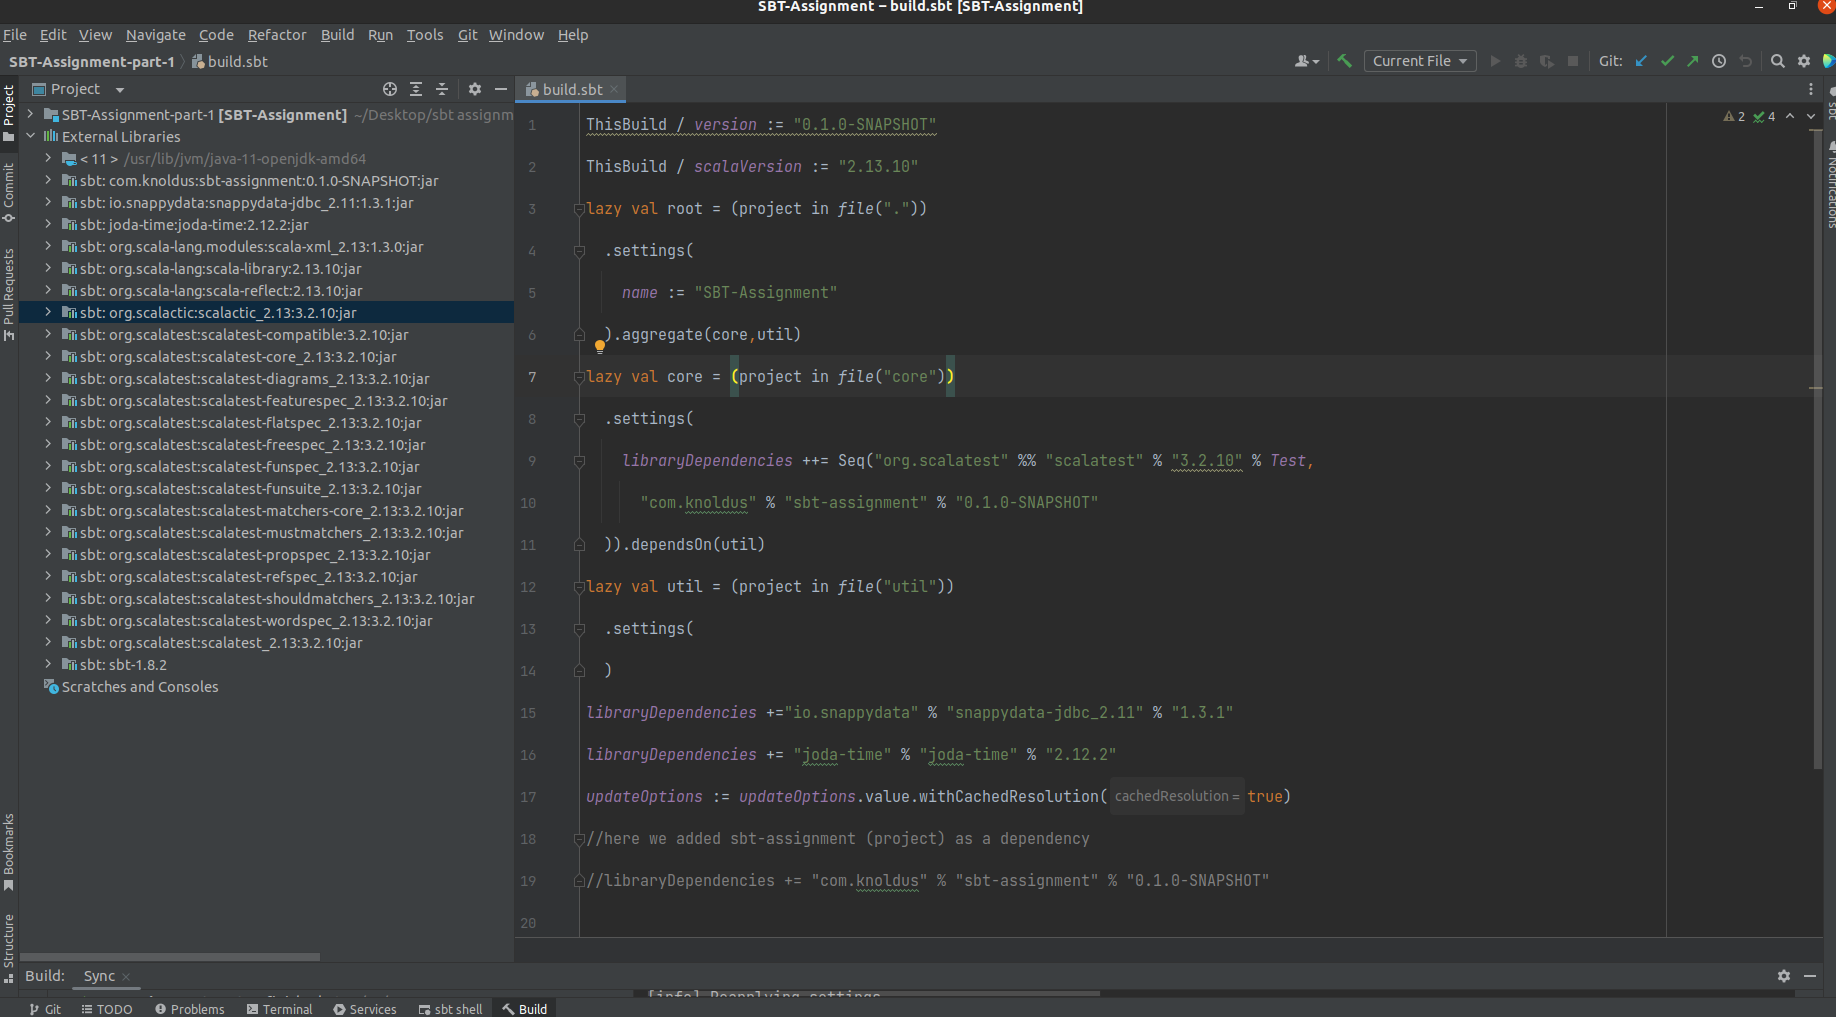 SBT-Assignment – build.sbt [SBT-Assignment]
File Edit View Navigate Code Refactor Build Run Tools Git Window Help
SBT-Assignment-part-1 build.sbt
Current File
Git:
Project
build.sbt
Project
Commit
Pull Requests
Bookmarks
Structure
SBT-Assignment-part-1 [SBT-Assignment] ~/Desktop/sbt assignm
External Libraries
< 11 > /usr/lib/jvm/java-11-openjdk-amd64
sbt: com.knoldus:sbt-assignment:0.1.0-SNAPSHOT:jar
sbt: io.snappydata:snappydata-jdbc_2.11:1.3.1:jar
sbt: joda-time:joda-time:2.12.2:jar
sbt: org.scala-lang.modules:scala-xml_2.13:1.3.0:jar
sbt: org.scala-lang:scala-library:2.13.10:jar
sbt: org.scala-lang:scala-reflect:2.13.10:jar
sbt: org.scalactic:scalactic_2.13:3.2.10:jar
sbt: org.scalatest:scalatest-compatible:3.2.10:jar
sbt: org.scalatest:scalatest-core_2.13:3.2.10:jar
sbt: org.scalatest:scalatest-diagrams_2.13:3.2.10:jar
sbt: org.scalatest:scalatest-featurespec_2.13:3.2.10:jar
sbt: org.scalatest:scalatest-flatspec_2.13:3.2.10:jar
sbt: org.scalatest:scalatest-freespec_2.13:3.2.10:jar
sbt: org.scalatest:scalatest-funspec_2.13:3.2.10:jar
sbt: org.scalatest:scalatest-funsuite_2.13:3.2.10:jar
sbt: org.scalatest:scalatest-matchers-core_2.13:3.2.10:jar
sbt: org.scalatest:scalatest-mustmatchers_2.13:3.2.10:jar
sbt: org.scalatest:scalatest-propspec_2.13:3.2.10:jar
sbt: org.scalatest:scalatest-refspec_2.13:3.2.10:jar
sbt: org.scalatest:scalatest-shouldmatchers_2.13:3.2.10:jar
sbt: org.scalatest:scalatest-wordspec_2.13:3.2.10:jar
sbt: org.scalatest:scalatest_2.13:3.2.10:jar
sbt: sbt-1.8.2
Scratches and Consoles
1 ThisBuild / version := "0.1.0-SNAPSHOT"
2 ThisBuild / scalaVersion := "2.13.10"
3 lazy val root = (project in file("."))
4 .settings(
5 name := "SBT-Assignment"
6 ).aggregate(core,util)
7 lazy val core = (project in file("core"))
8 .settings(
9 libraryDependencies ++= Seq("org.scalatest" %% "scalatest" % "3.2.10" % Test,
10 "com.knoldus" % "sbt-assignment" % "0.1.0-SNAPSHOT"
11 )).dependsOn(util)
12 lazy val util = (project in file("util"))
13 .settings(
14 )
15 libraryDependencies +="io.snappydata" % "snappydata-jdbc_2.11" % "1.3.1"
16 libraryDependencies += "joda-time" % "joda-time" % "2.12.2"
17 updateOptions := updateOptions.value.withCachedResolution( cachedResolution = true)
18 //here we added sbt-assignment (project) as a dependency
19 //libraryDependencies += "com.knoldus" % "sbt-assignment" % "0.1.0-SNAPSHOT"
20
2 4
sbt
Notifications
Build: Sync
[info] Reapplying settings
Git TODO Problems Terminal Services sbt shell Build